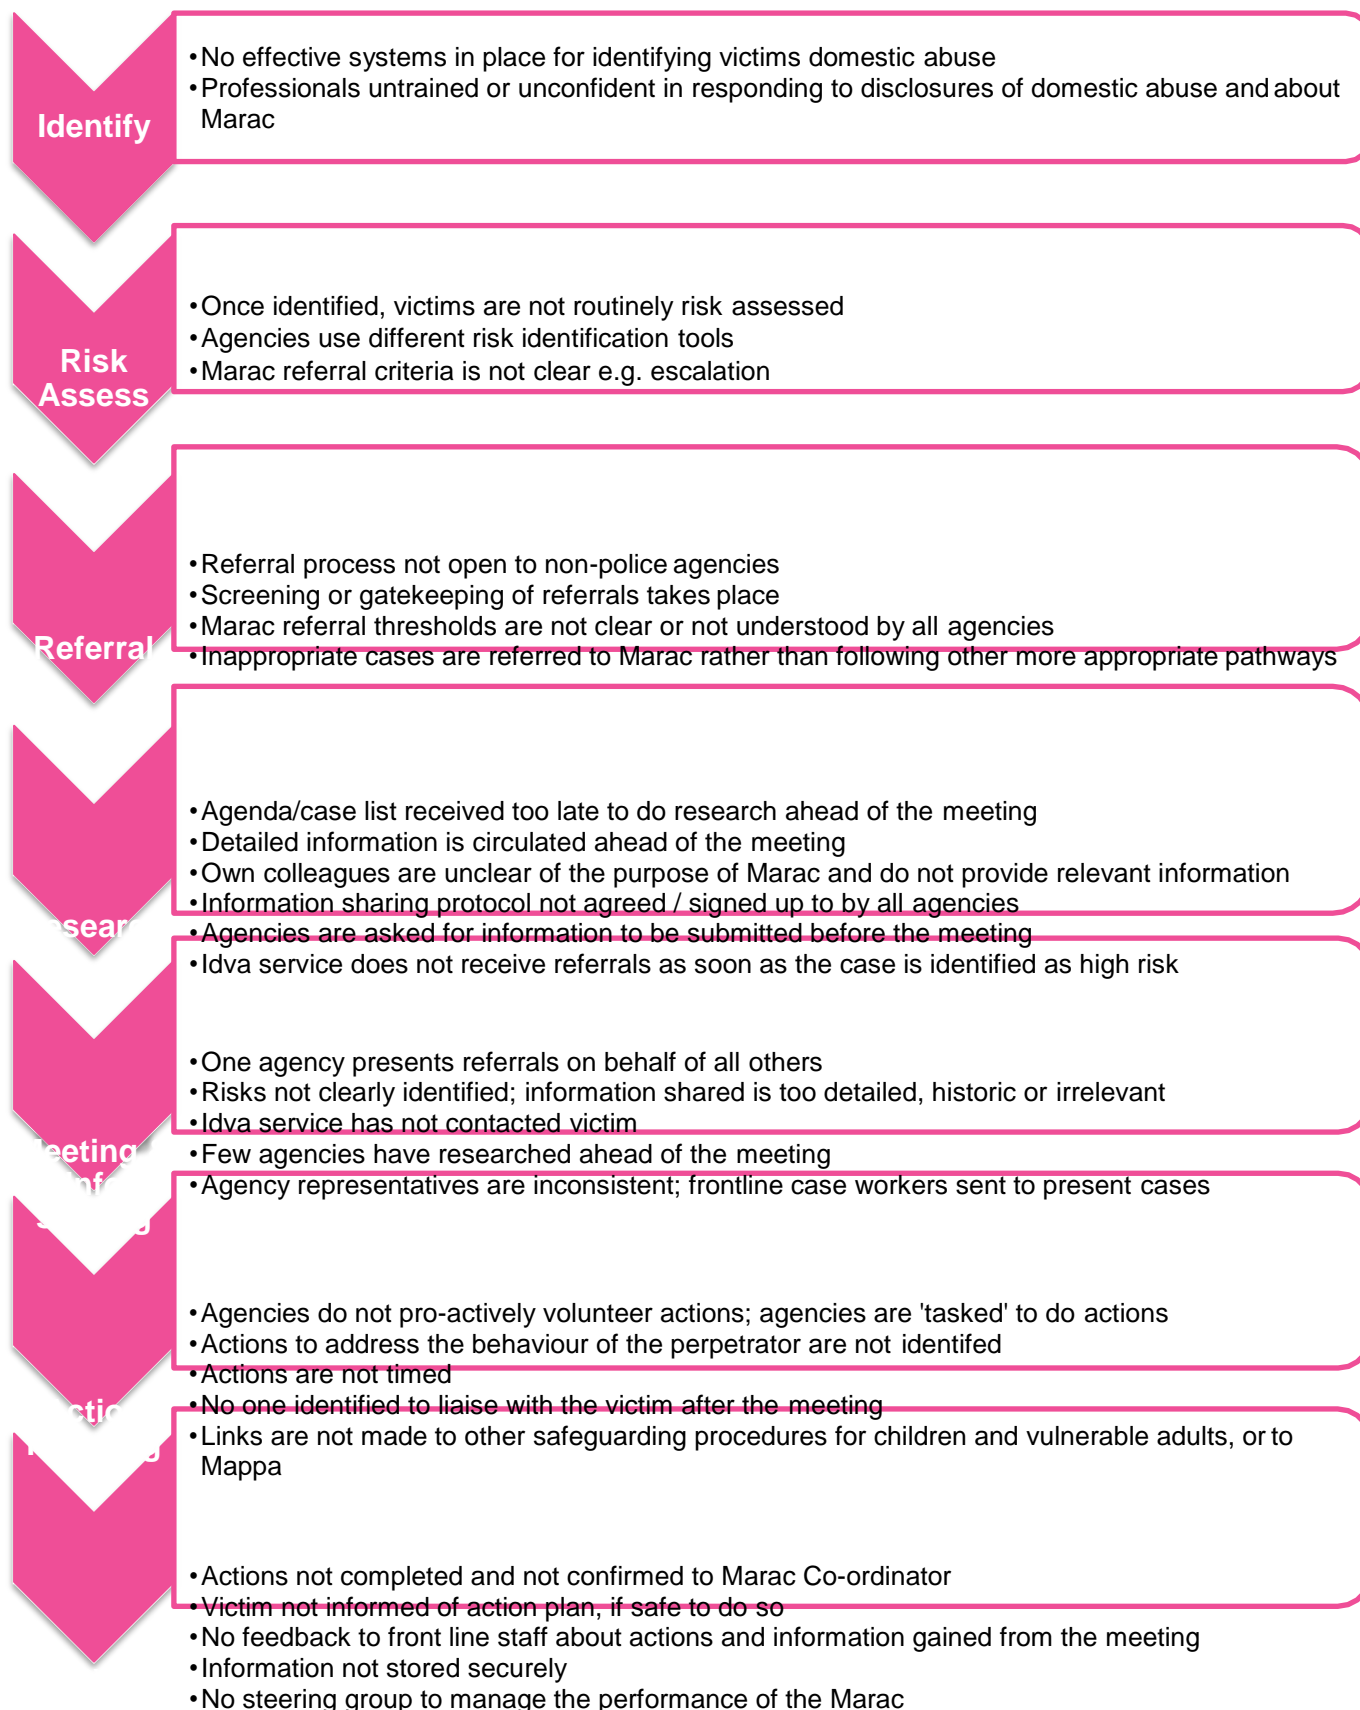 Identify
•No effective systems in place for identifying victims domestic abuse
•Professionals untrained or unconfident in responding to disclosures of domestic abuse and about
Marac
Risk
Assess
•Once identified, victims are not routinely risk assessed
•Agencies use different risk identification tools
•Marac referral criteria is not clear e.g. escalation
Referral
•Referral process not open to non-police agencies
•Screening or gatekeeping of referrals takes place
•Marac referral thresholds are not clear or not understood by all agencies
•Inappropriate cases are referred to Marac rather than following other more appropriate pathways
•Agenda/case list received too late to do research ahead of the meeting
•Detailed information is circulated ahead of the meeting
•Own colleagues are unclear of the purpose of Marac and do not provide relevant information
•Information sharing protocol not agreed / signed up to by all agencies
•Agencies are asked for information to be submitted before the meeting
•Idva service does not receive referrals as soon as the case is identified as high risk
•One agency presents referrals on behalf of all others
•Risks not clearly identified; information shared is too detailed, historic or irrelevant
•Idva service has not contacted victim
•Few agencies have researched ahead of the meeting
•Agency representatives are inconsistent; frontline case workers sent to present cases
•Agencies do not pro-actively volunteer actions; agencies are 'tasked' to do actions
•Actions to address the behaviour of the perpetrator are not identifed
•Actions are not timed
•No one identified to liaise with the victim after the meeting
•Links are not made to other safeguarding procedures for children and vulnerable adults, or to
Mappa
•Actions not completed and not confirmed to Marac Co-ordinator
•Victim not informed of action plan, if safe to do so
•No feedback to front line staff about actions and information gained from the meeting
•Information not stored securely
•No steering group to manage the performance of the Marac